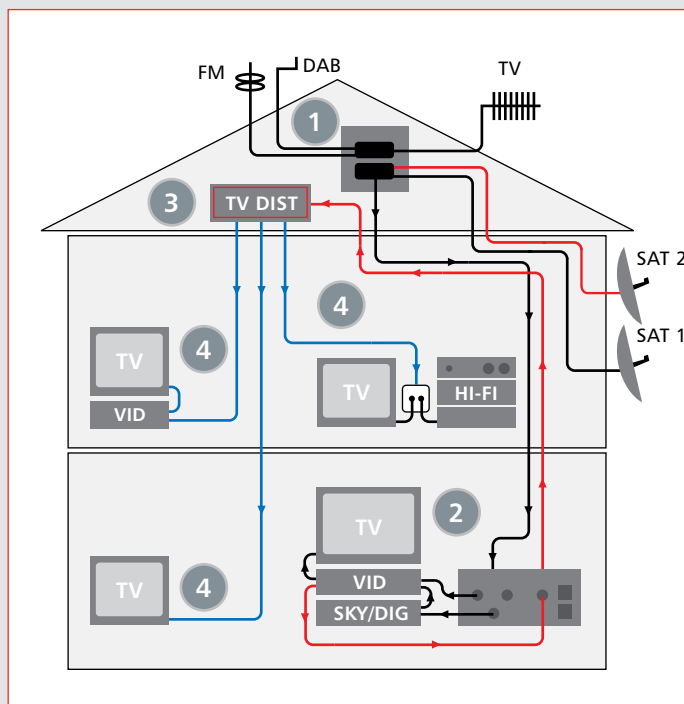 FM
DAB
TV
1
3
TV DIST
SAT 2
4
SAT 1
TV
4
VID
TV
HI-FI
TV
2
TV
4
VID
SKY/DIG